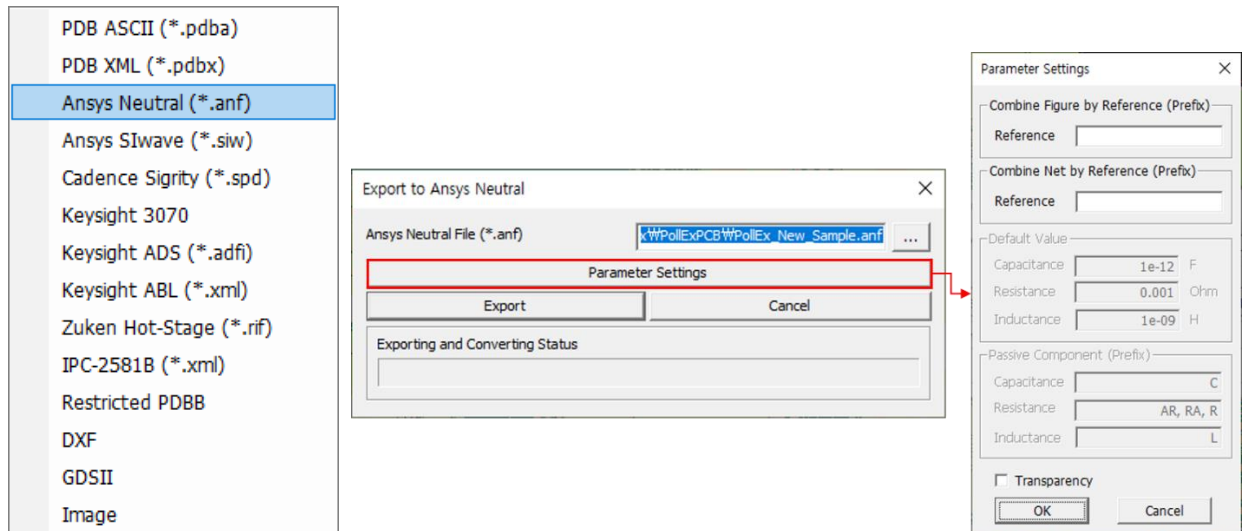 PDB ASCII (*.pdba)
PDB XML (*.pdbx)
Ansys Neutral (*.anf)
Ansys SIwave (*.siw)
Cadence Sigrity (*.spd)
Keysight 3070
Keysight ADS (*.adfi)
Keysight ABL (*.xml)
Zuken Hot-Stage (*.rif)
IPC-2581B (*.xml)
Restricted PDBB
DXF
GDSII
Image
Export to Ansys Neutral
Ansys Neutral File (*.anf) k₩PollExPCB₩PollEx_New_Sample.anf ...
Parameter Settings
Export Cancel
Exporting and Converting Status
Parameter Settings
Combine Figure by Reference (Prefix)
Reference
Combine Net by Reference (Prefix)
Reference
Default Value
Capacitance 1e-12 F
Resistance 0.001 Ohm
Inductance 1e-09 H
Passive Component (Prefix)
Capacitance C
Resistance AR, RA, R
Inductance L
Transparency
OK Cancel